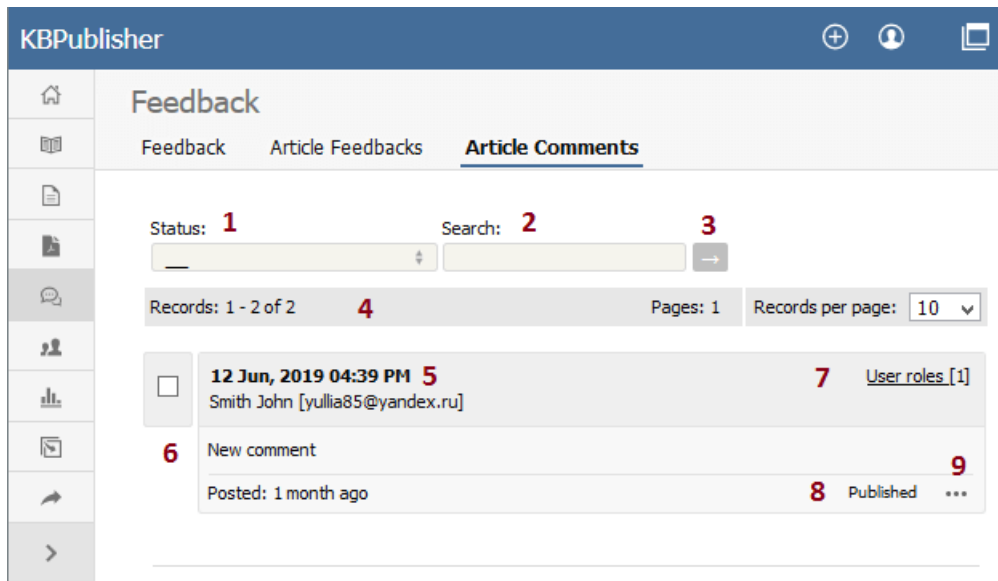 KBPublisher
Feedback
Feedback Article Feedbacks Article Comments
Status: 1 Search: 2 3
__ →
Records: 1 - 2 of 2 4 Pages: 1 Records per page: 10
12 Jun, 2019 04:39 PM 5 7 User roles [1]
Smith John [yullia85@yandex.ru]
6 New comment 9
Posted: 1 month ago 8 Published ...